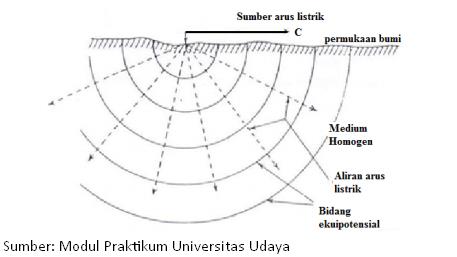 Sumber arus listrik
C
permukaan bumi
Medium
Homogen
Aliran arus
listrik
Bidang
ekuipotensial
Sumber: Modul Praktikum Universitas Udaya